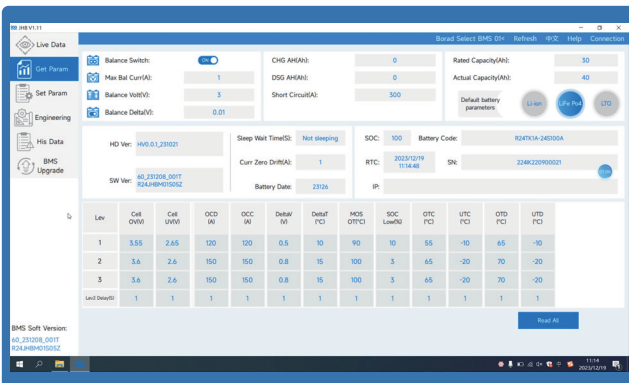 JHB V1.11
Borad Select BMS 01< Refresh 中文 Help Connection
Live Data
Get Param
Set Param
Engineering
His Data
BMS
Upgrade
Balance Switch: ON
Max Bal Curr(A): 1
Balance Volt(V): 3
Balance Delta(V): 0.01
CHG AH(Ah): 0
DSG AH(Ah): 0
Short Circuit(A): 300
Rated Capacity(Ah): 50
Actual Capacity(Ah): 40
Default battery
parameters
Li-ion LiFe Po4 LTO
HD Ver: HV0.0.1_231021
SW Ver: 60_231208_001T
R24JHBM01S05Z
Sleep Wait Time(S): Not sleeping
Curr Zero Drift(A): 1
Battery Date: 23126
SOC: 100 Battery Code: R24TK1A-24S100A
RTC: 2023/12/19
11:14:48
SN: 224IK220900021
IP:
Lev Cell OV(V) Cell UV(V) OCD (A) OCC (A) DeltaV (V) DeltaT (°C) MOS OT(°C) SOC Low(%) OTC (°C) UTC (°C) OTD (°C) UTD (°C)
1 3.55 2.65 120 120 0.5 10 90 10 55 -10 65 -10
2 3.6 2.6 150 150 0.8 15 100 3 65 -20 70 -20
3 3.6 2.6 150 150 0.8 15 100 3 65 -20 70 -20
Lev2 Delay(S) 1 1 1 1 1 1 1 1 1 1 1 1
Read All
BMS Soft Version:
60_231208_001T
R24JHBM01S05Z
中
11:14
2023/12/19